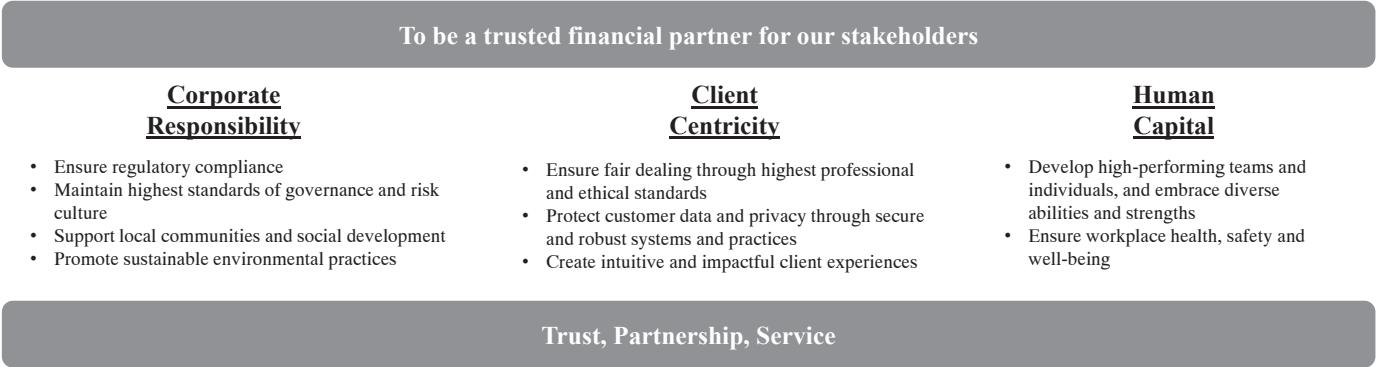 To be a trusted financial partner for our stakeholders
Corporate
Responsibility
• Ensure regulatory compliance
• Maintain highest standards of governance and risk
culture
• Support local communities and social development
• Promote sustainable environmental practices
Client
Centricity
• Ensure fair dealing through highest professional
and ethical standards
• Protect customer data and privacy through secure
and robust systems and practices
• Create intuitive and impactful client experiences
Human
Capital
• Develop high-performing teams and
individuals, and embrace diverse
abilities and strengths
• Ensure workplace health, safety and
well-being
Trust, Partnership, Service